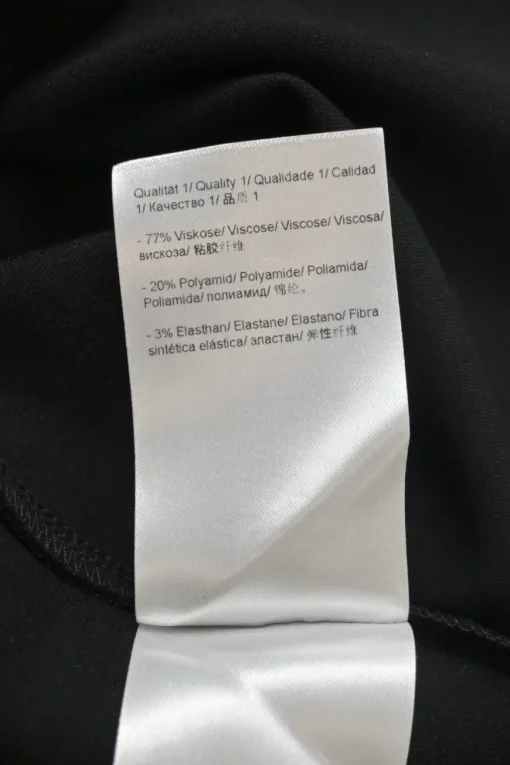 Qualität 1/ Quality 1/ Qualidade 1/ Calidad
1/ Качество 1/ 品质 1
- 77% Viskose/ Viscose/ Viscose/ Viscosa/
вискоза/ 粘胶纤维
- 20% Polyamid/ Polyamide/ Poliamida/
Poliamida/ полиамид/ 锦纶。
- 3% Elasthan/ Elastane/ Elastano/ Fibra
sintética elástica/ эластан/ 弹性纤维